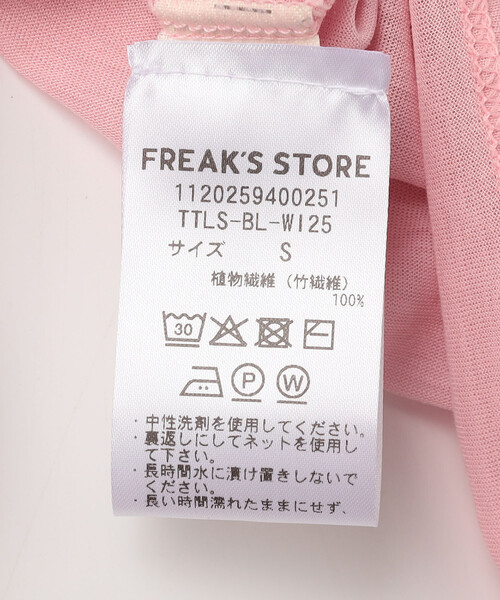 FREAK'S STORE
1120259400251
TTLS-BL-WI25
サイズ S
植物繊維（竹繊維）
100%
30
P W
・中性洗剤を使用してください。
・裏返しにしてネットを使用し
て下さい。
・長時間水に漬け置きしないで
ください。
・長い時間濡れたままにせず、